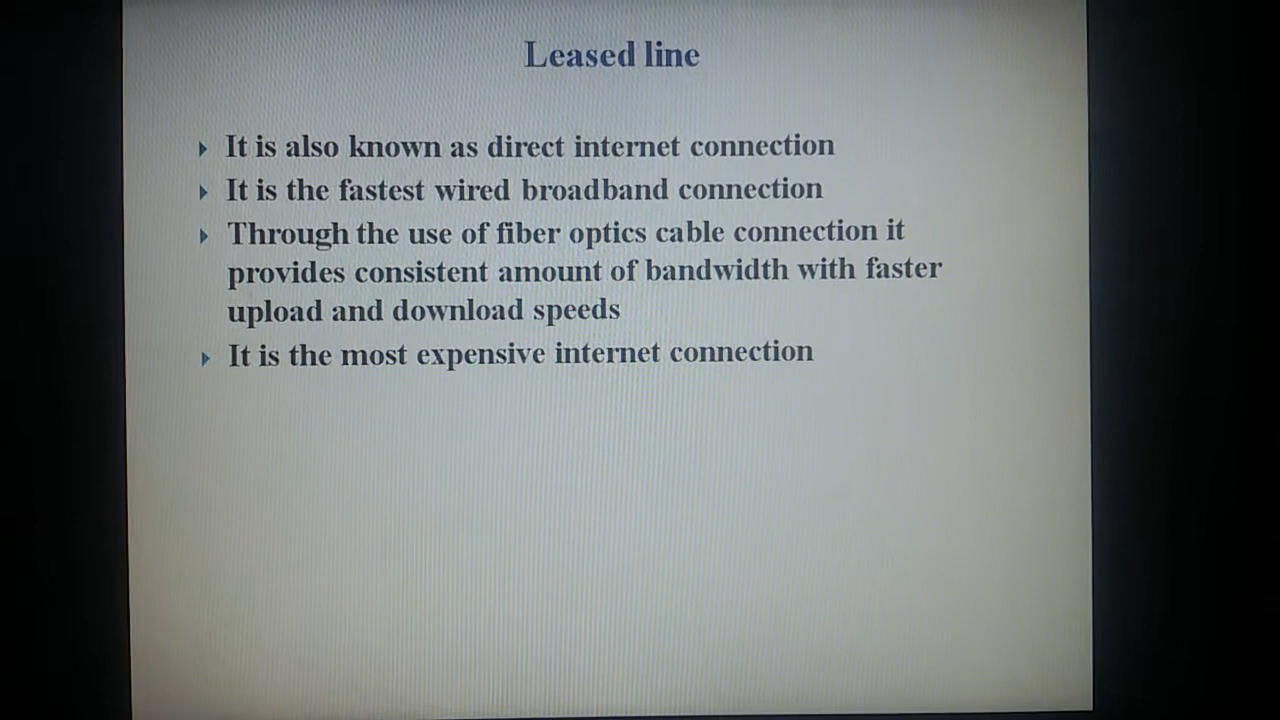 Leased line
It is also known as direct internet connection
It is the fastest wired broadband connection
Through the use of fiber optics cable connection it
provides consistent amount of bandwidth with faster
upload and download speeds
It is the most expensive internet connection